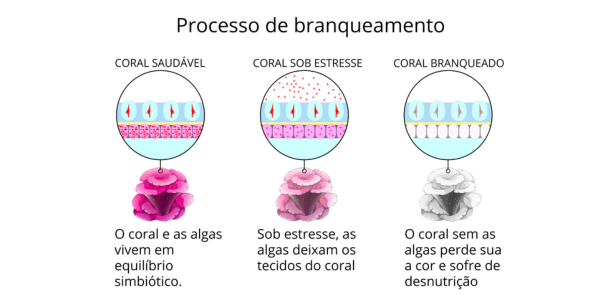 Processo de branqueamento
CORAL SAUDÁVEL
CORAL SOB ESTRESSE
CORAL BRANQUEADO
O coral e as algas
vivem em
equilíbrio
simbiótico.
Sob estresse, as
algas deixam os
tecidos do coral
O coral sem as
algas perde sua
a cor e sofre de
desnutrição